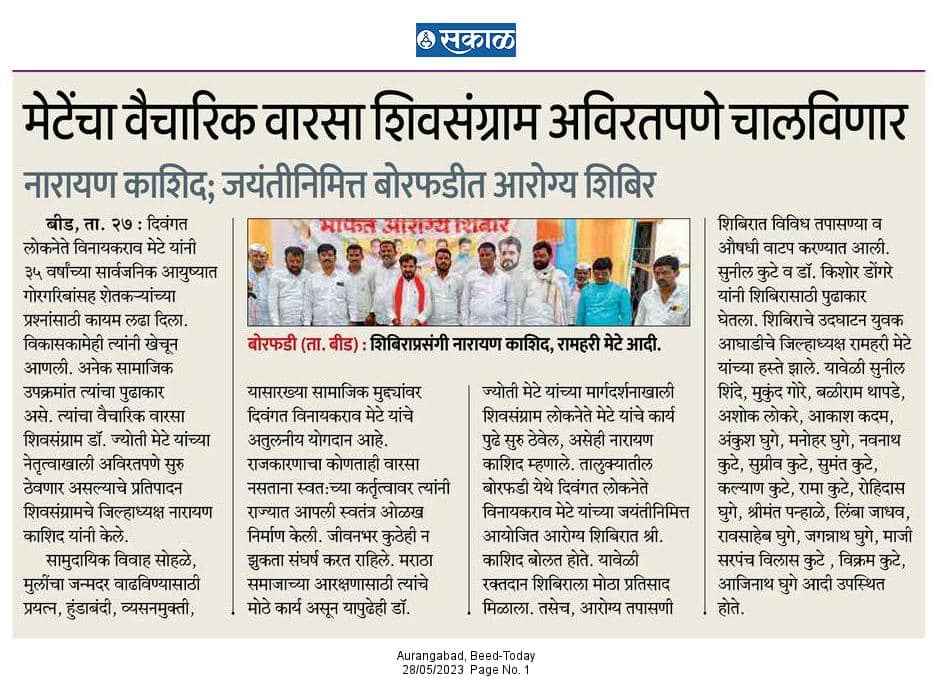 सकाळ
मेटेंचा वैचारिक वारसा शिवसंग्राम अविरतपणे चालविणार
नारायण काशिद; जयंतीनिमित्त बोरफडीत आरोग्य शिबिर
बीड, ता. २७ : दिवंगत
लोकनेते विनायकराव मेटे यांनी
३५ वर्षांच्या सार्वजनिक आयुष्यात
गोरगरिबांसह शेतकऱ्यांच्या
प्रश्नांसाठी कायम लढा दिला.
विकासकामेही त्यांनी खेचून
आणली. अनेक सामाजिक
उपक्रमांत त्यांचा पुढाकार
असे. त्यांचा वैचारिक वारसा
शिवसंग्राम डॉ. ज्योती मेटे यांच्या
नेतृत्वाखाली अविरतपणे सुरु
ठेवणार असल्याचे प्रतिपादन
शिवसंग्रामचे जिल्हाध्यक्ष नारायण
काशिद यांनी केले.
सामुदायिक विवाह सोहळे,
मुलींचा जन्मदर वाढविण्यासाठी
प्रयत्न, हुंडाबंदी, व्यसनमुक्ती,
मार्फत आरोग्य शिबीर
बोरफडी (ता. बीड) : शिबिराप्रसंगी नारायण काशिद, रामहरी मेटे आदी.
यासारख्या सामाजिक मुद्द्यांवर
दिवंगत विनायकराव मेटे यांचे
अतुलनीय योगदान आहे.
राजकारणाचा कोणताही वारसा
नसताना स्वतःच्या कर्तृत्वावर त्यांनी
राज्यात आपली स्वतंत्र ओळख
निर्माण केली. जीवनभर कुठेही न
झुकता संघर्ष करत राहिले. मराठा
समाजाच्या आरक्षणासाठी त्यांचे
मोठे कार्य असून यापुढेही डॉ.
ज्योती मेटे यांच्या मार्गदर्शनाखाली
शिवसंग्राम लोकनेते मेटे यांचे कार्य
पुढे सुरु ठेवेल, असेही नारायण
काशिद म्हणाले. तालुक्यातील
बोरफडी येथे दिवंगत लोकनेते
विनायकराव मेटे यांच्या जयंतीनिमित्त
आयोजित आरोग्य शिबिरात श्री.
काशिद बोलत होते. यावेळी
रक्तदान शिबिराला मोठा प्रतिसाद
मिळाला. तसेच, आरोग्य तपासणी
शिबिरात विविध तपासण्या व
औषधी वाटप करण्यात आली.
सुनील कुटे व डॉ. किशोर डोंगरे
यांनी शिबिरासाठी पुढाकार
घेतला. शिबिराचे उदघाटन युवक
आघाडीचे जिल्हाध्यक्ष रामहरी मेटे
यांच्या हस्ते झाले. यावेळी सुनील
शिंदे, मुकुंद गोरे, बळीराम थापडे,
अशोक लोकरे, आकाश कदम,
अंकुश घुगे, मनोहर घुगे, नवनाथ
कुटे, सुग्रीव कुटे, सुमंत कुटे,
कल्याण कुटे, रामा कुटे, रोहिदास
घुगे, श्रीमंत पन्हाळे, लिंबा जाधव,
रावसाहेब घुगे, जगन्नाथ घुगे, माजी
सरपंच विलास कुटे , विक्रम कुटे,
आजिनाथ घुगे आदी उपस्थित
होते.
Aurangabad, Beed-Today
28/05/2023 Page No. 1